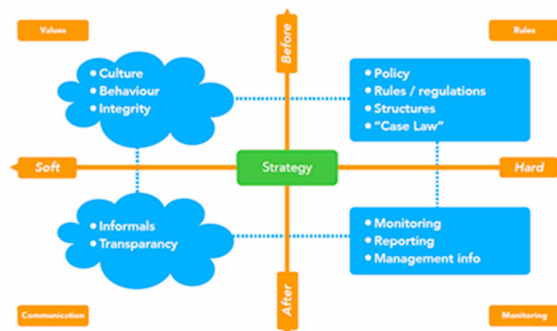 Values
Before
Rules
• Culture
• Behaviour
• Integrity
• Policy
• Rules / regulations
• Structures
• “Case Law”
Soft
Strategy
Hard
• Informals
• Transparancy
• Monitoring
• Reporting
• Management info
Communication
After
Monitoring